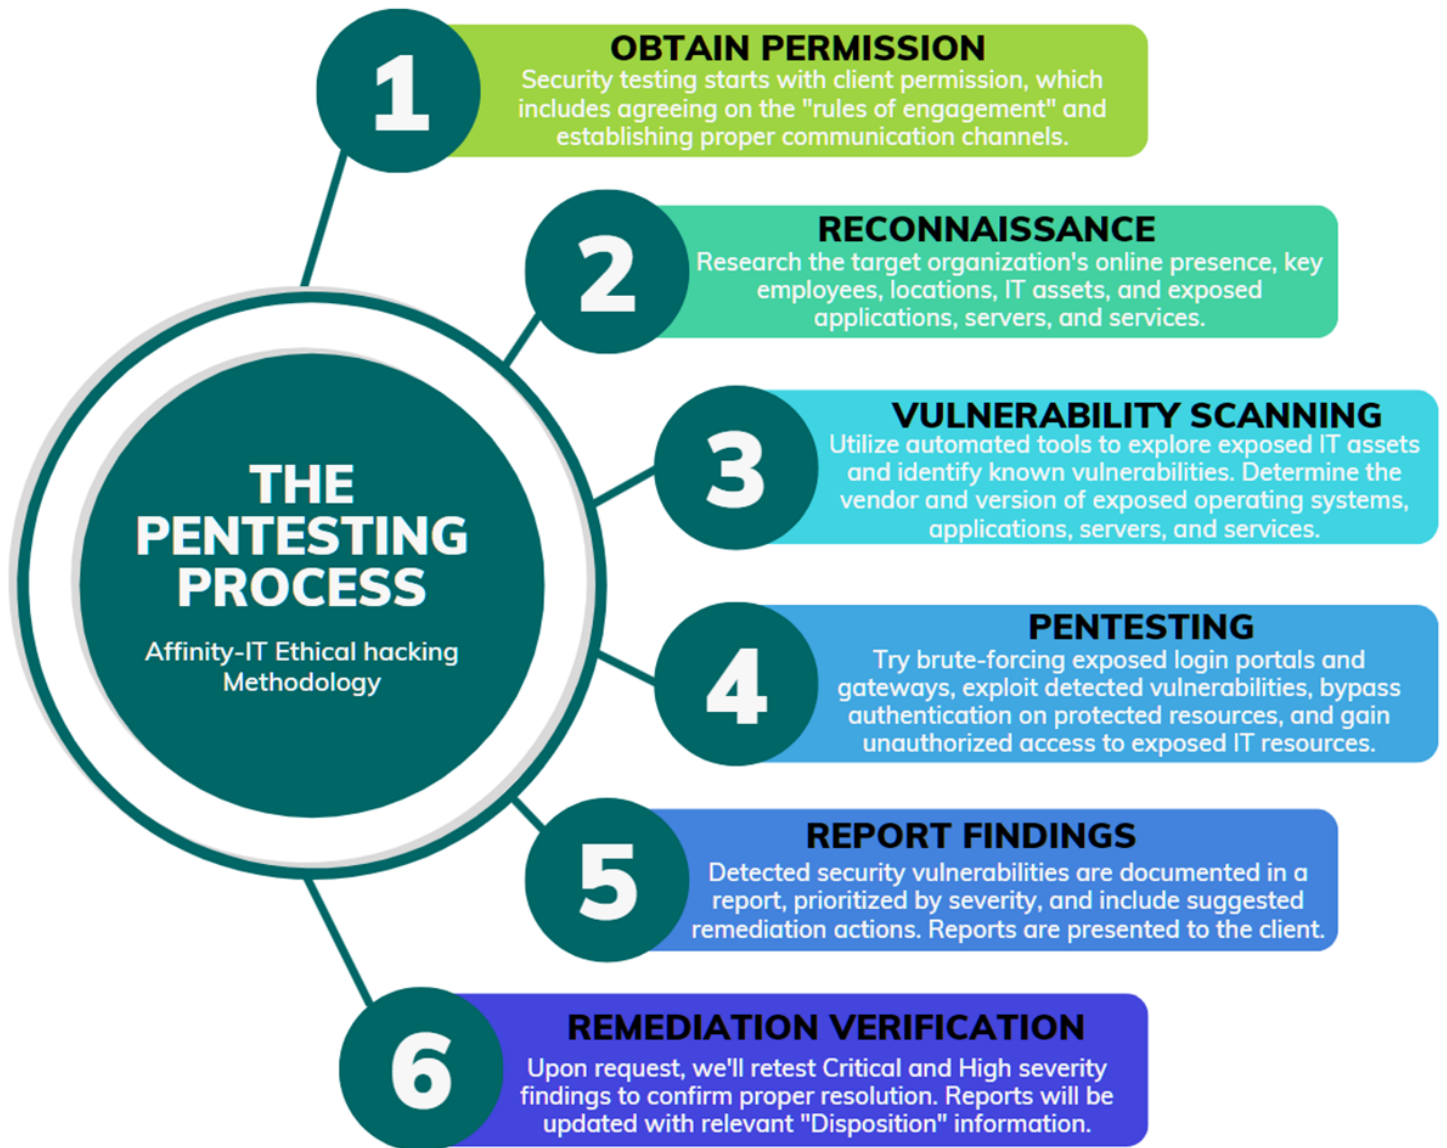 THE
PENTESTING
PROCESS
Affinity-IT Ethical hacking
Methodology
1
OBTAIN PERMISSION
Security testing starts with client permission, which
includes agreeing on the "rules of engagement" and
establishing proper communication channels.
2
RECONNAISSANCE
Research the target organization's online presence, key
employees, locations, IT assets, and exposed
applications, servers, and services.
3
VULNERABILITY SCANNING
Utilize automated tools to explore exposed IT assets
and identify known vulnerabilities. Determine the
vendor and version of exposed operating systems,
applications, servers, and services.
4
PENTESTING
Try brute-forcing exposed login portals and
gateways, exploit detected vulnerabilities, bypass
authentication on protected resources, and gain
unauthorized access to exposed IT resources.
5
REPORT FINDINGS
Detected security vulnerabilities are documented in a
report, prioritized by severity, and include suggested
remediation actions. Reports are presented to the client.
6
REMEDIATION VERIFICATION
Upon request, we'll retest Critical and High severity
findings to confirm proper resolution. Reports will be
updated with relevant "Disposition" information.